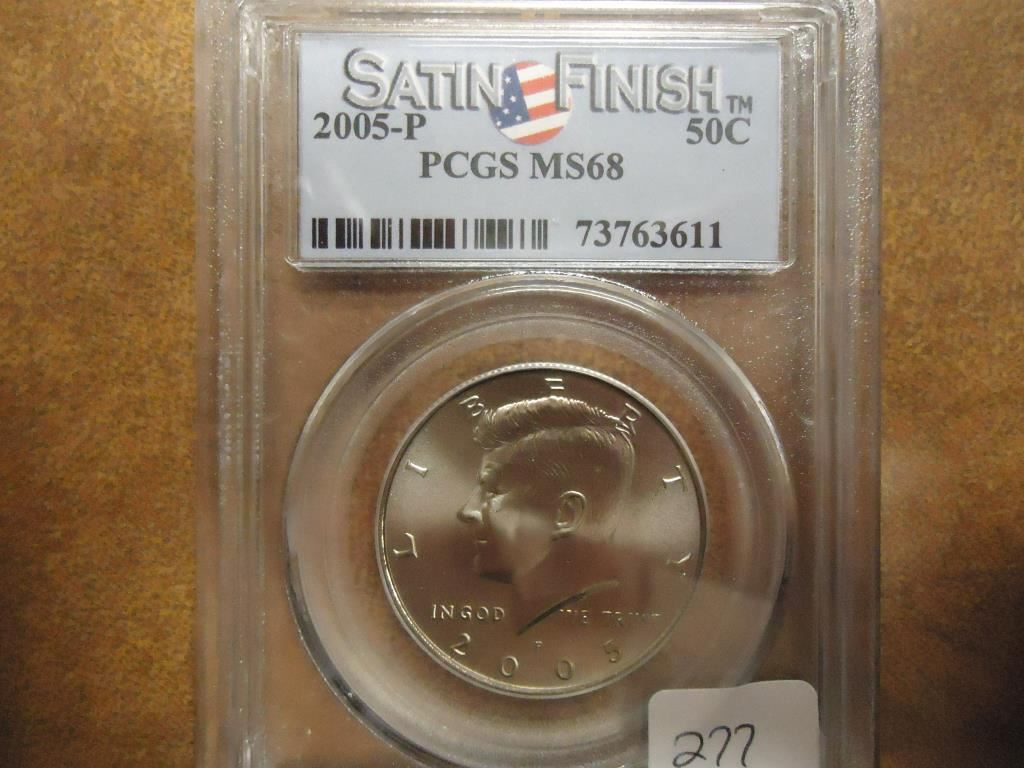 SATIN FINISH™
2005-P 50C
PCGS MS68
73763611
LIBERTY
IN GOD WE TRUST
P
2005
277